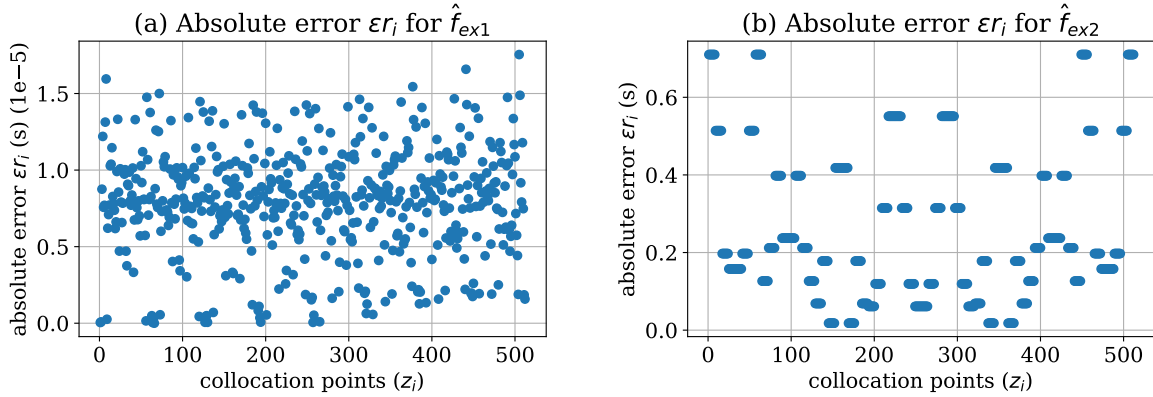 (a) Absolute error εr_i for f̂_ex1
absolute error εr_i (s) (1e−5)
1.5
1.0
0.5
0.0
0 100 200 300 400 500
collocation points (z_i)
(b) Absolute error εr_i for f̂_ex2
absolute error εr_i (s)
0.6
0.4
0.2
0.0
0 100 200 300 400 500
collocation points (z_i)